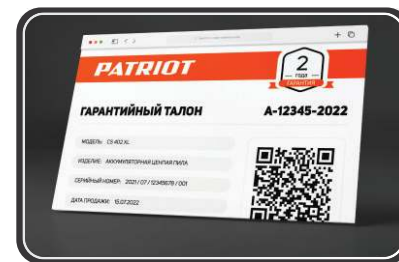 PATRIOT
2
ГОДА
ГАРАНТИЯ
ГАРАНТИЙНЫЙ ТАЛОН
A-12345-2022
МОДЕЛЬ: CS 402 XL
ИЗДЕЛИЕ: АККУМУЛЯТОРНАЯ ЦЕПНАЯ ПИЛА
СЕРИЙНЫЙ НОМЕР: 2021 / 07 / 12345678 / 001
ДАТА ПРОДАЖИ: 15.07.2022